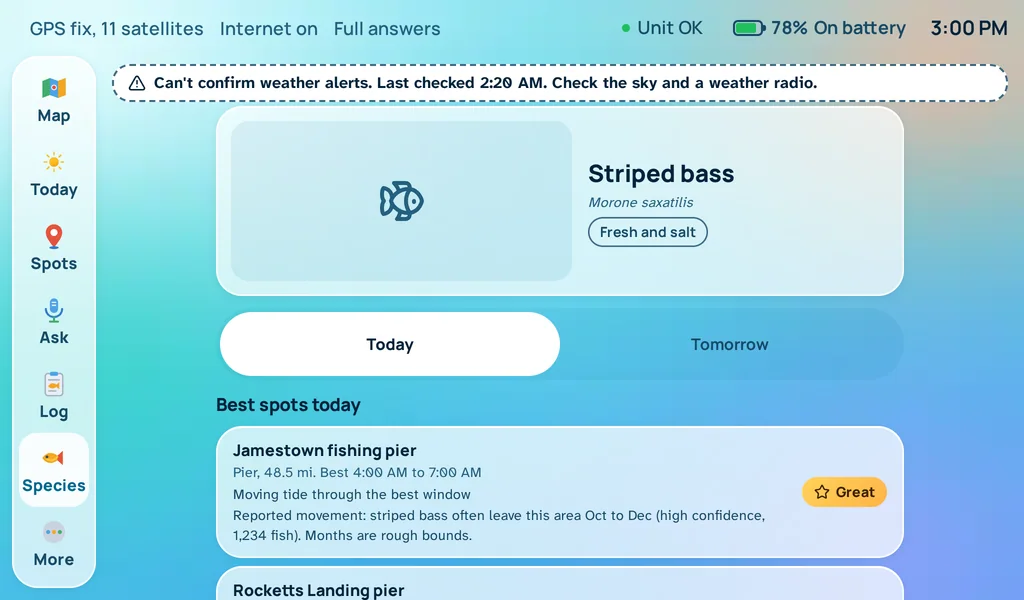 GPS fix, 11 satellites Internet on Full answers Unit OK 78% On battery 3:00 PM
Can't confirm weather alerts. Last checked 2:20 AM. Check the sky and a weather radio.
Map
Today
Spots
Ask
Log
Species
More
Striped bass
Morone saxatilis
Fresh and salt
Today Tomorrow
Best spots today
Jamestown fishing pier
Pier, 48.5 mi. Best 4:00 AM to 7:00 AM
Moving tide through the best window
Reported movement: striped bass often leave this area Oct to Dec (high confidence,
1,234 fish). Months are rough bounds.
Great
Rocketts Landing pier